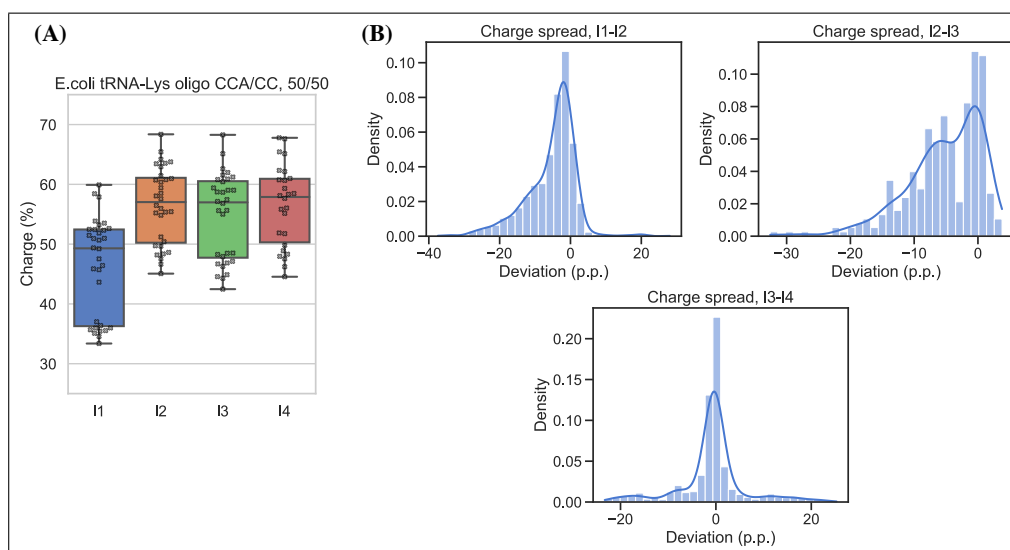 (A)
E.coli tRNA-Lys oligo CCA/CC, 50/50
Charge (%)
70
60
50
40
30
I1
I2
I3
I4
(B)
Charge spread, I1-I2
Density
0.10
0.08
0.06
0.04
0.02
0.00
−40
−20
0
20
Deviation (p.p.)
Charge spread, I2-I3
Density
0.10
0.08
0.06
0.04
0.02
0.00
−30
−20
−10
0
Deviation (p.p.)
Charge spread, I3-I4
Density
0.20
0.15
0.10
0.05
0.00
−20
0
20
Deviation (p.p.)